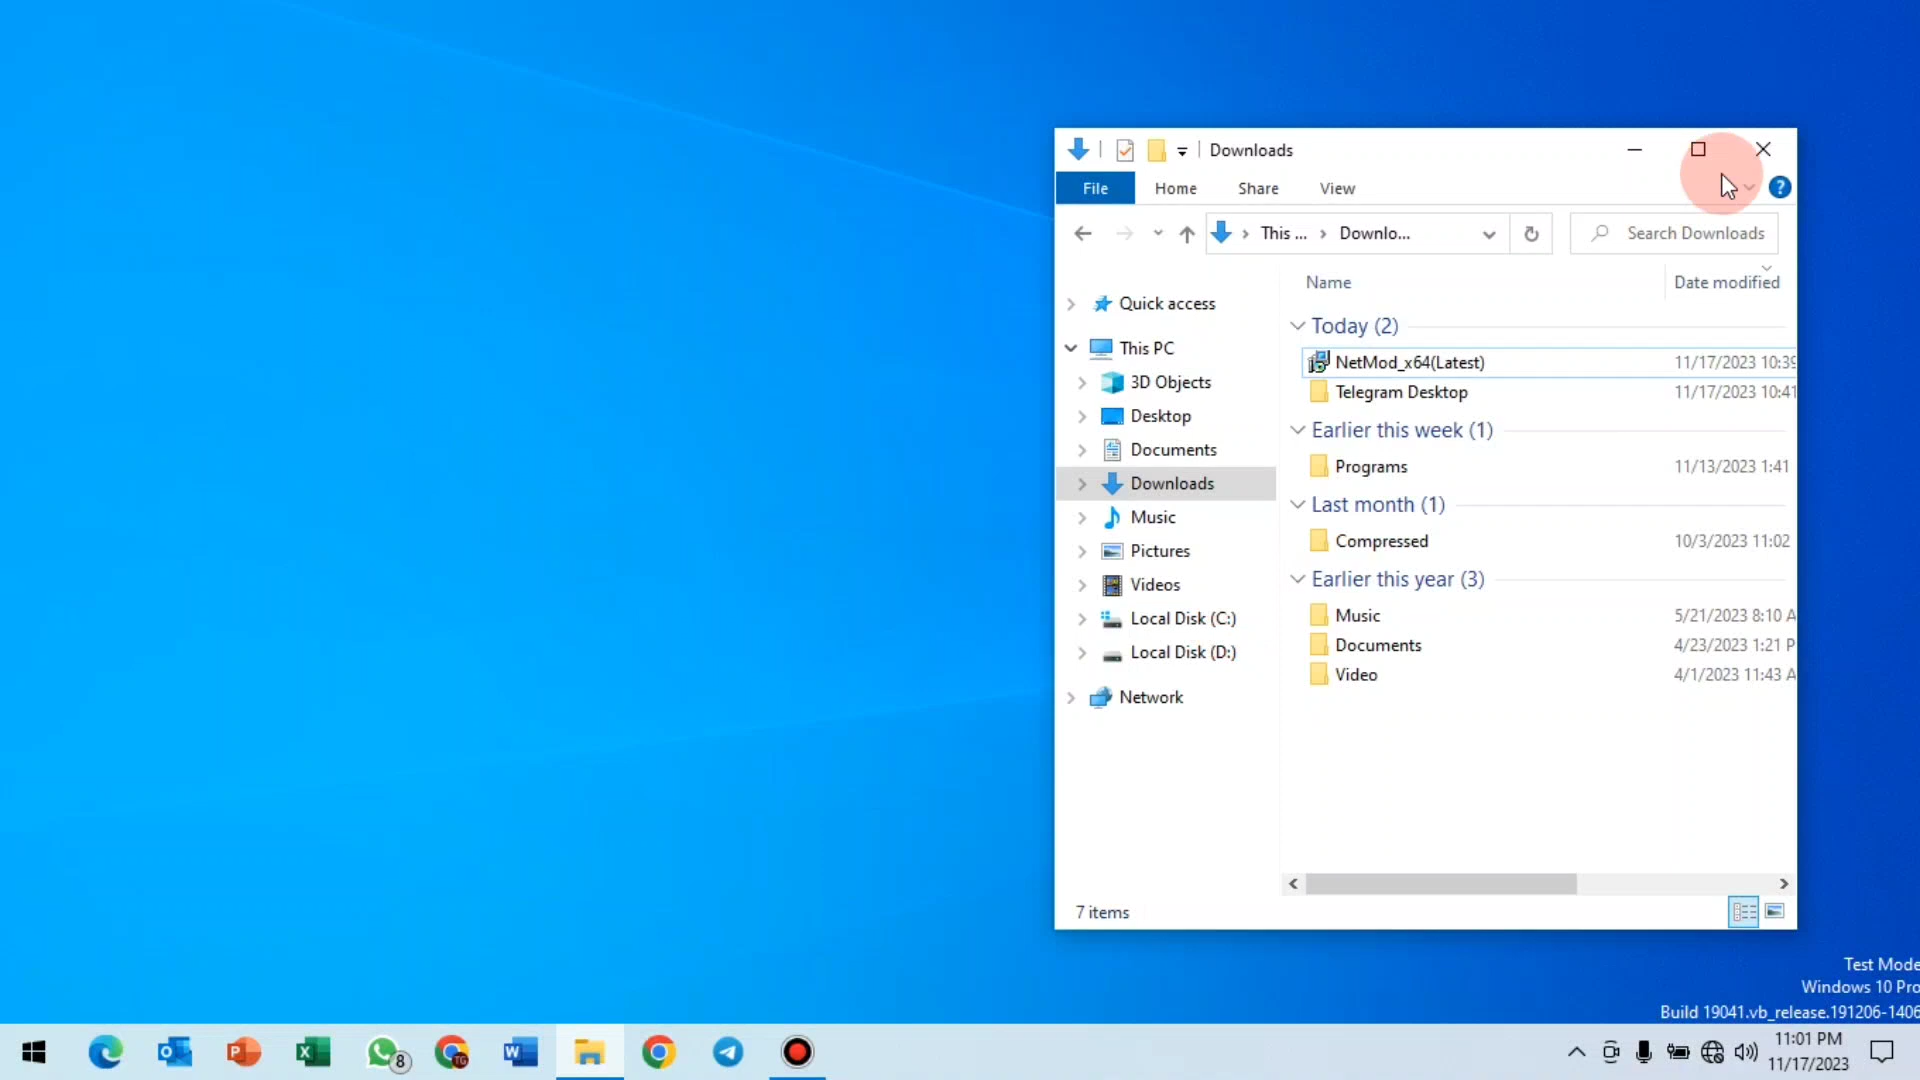 Downloads
File Home Share View
This ... Downlo...
Search Downloads
Name Date modified
Quick access
This PC
3D Objects
Desktop
Documents
Downloads
Music
Pictures
Videos
Local Disk (C:)
Local Disk (D:)
Network
Today (2)
NetMod_x64(Latest) 11/17/2023 10:39
Telegram Desktop 11/17/2023 10:41
Earlier this week (1)
Programs 11/13/2023 1:41
Last month (1)
Compressed 10/3/2023 11:02
Earlier this year (3)
Music 5/21/2023 8:10 A
Documents 4/23/2023 1:21 P
Video 4/1/2023 11:43 A
7 items
Test Mode
Windows 10 Pro
Build 19041.vb_release.191206-1406
8
TG
11:01 PM
11/17/2023